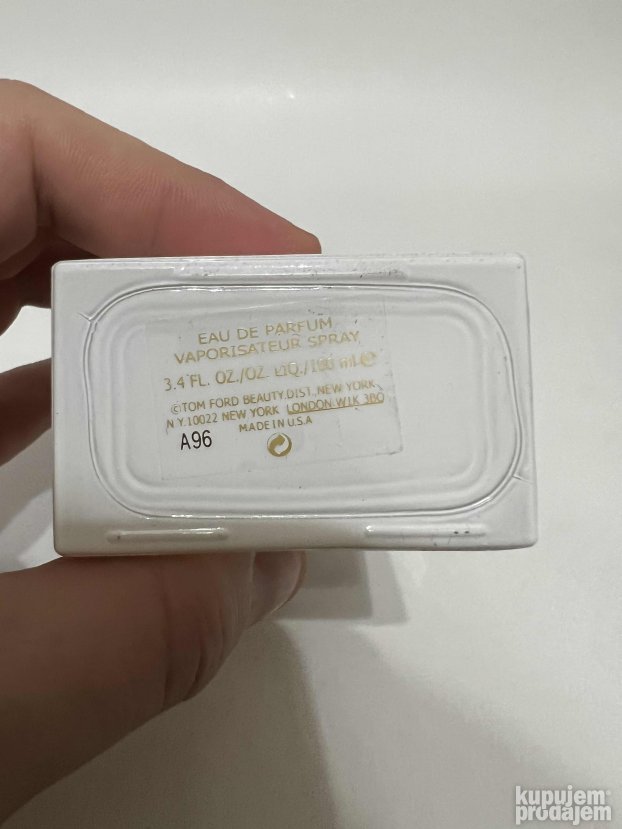 EAU DE PARFUM
VAPORISATEUR SPRAY
3.4 FL. OZ./OZ. LIQ./100 ml ℮
©TOM FORD BEAUTY.DIST. NEW YORK
N Y.10022 NEW YORK LONDON W1K 3BQ
A96 MADE IN U.S.A
kupujem
prodajem